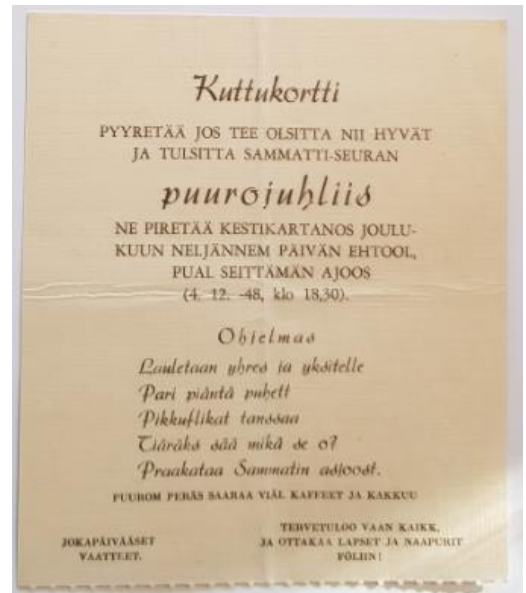 Kuttukortti
PYYRETÄÄ JOS TEE OLSITTA NII HYVÄT
JA TULSITTA SAMMATTI-SEURAN
puurojuhliis
NE PIRETÄÄ KESTIKARTANOS JOULU-
KUUN NELJÄNNEM PÄIVÄN EHTOOL,
PUAL SEITTÄMÄN AJOOS
(4. 12. -48, klo 18,30).
Ohjelmas
Lauletaan yhres ja yksitelle
Pari piäntä puhett
Pikkuflikat tanssaa
Tiäräks sää mikä se o?
Praakataa Sammatin asjoost.
PUUROM PERÄS SAARAA VIÄL KAFFEET JA KAKKUU
JOKAPÄIVÄÄSET
VAATTEET.
TERVETULOO VAAN KAIKK,
JA OTTAKAA LAPSET JA NAAPURIT
FÖLIIN!